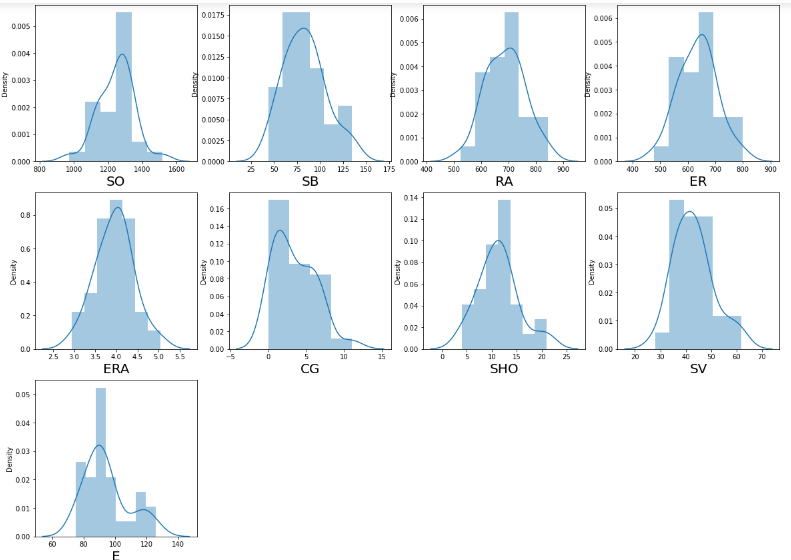 Density
0.005
0.004
0.003
0.002
0.001
0.000
800 1000 1200 1400 1600
SO
Density
0.0175
0.0150
0.0125
0.0100
0.0075
0.0050
0.0025
0.0000
25 50 75 100 125 150 175
SB
Density
0.006
0.005
0.004
0.003
0.002
0.001
0.000
400 500 600 700 800 900
RA
Density
0.006
0.005
0.004
0.003
0.002
0.001
0.000
400 500 600 700 800 900
ER
Density
0.8
0.6
0.4
0.2
0.0
2.5 3.0 3.5 4.0 4.5 5.0 5.5
ERA
Density
0.16
0.14
0.12
0.10
0.08
0.06
0.04
0.02
0.00
−5 0 5 10 15
CG
Density
0.14
0.12
0.10
0.08
0.06
0.04
0.02
0.00
0 5 10 15 20 25
SHO
Density
0.05
0.04
0.03
0.02
0.01
0.00
20 30 40 50 60 70
SV
Density
0.05
0.04
0.03
0.02
0.01
0.00
60 80 100 120 140
E